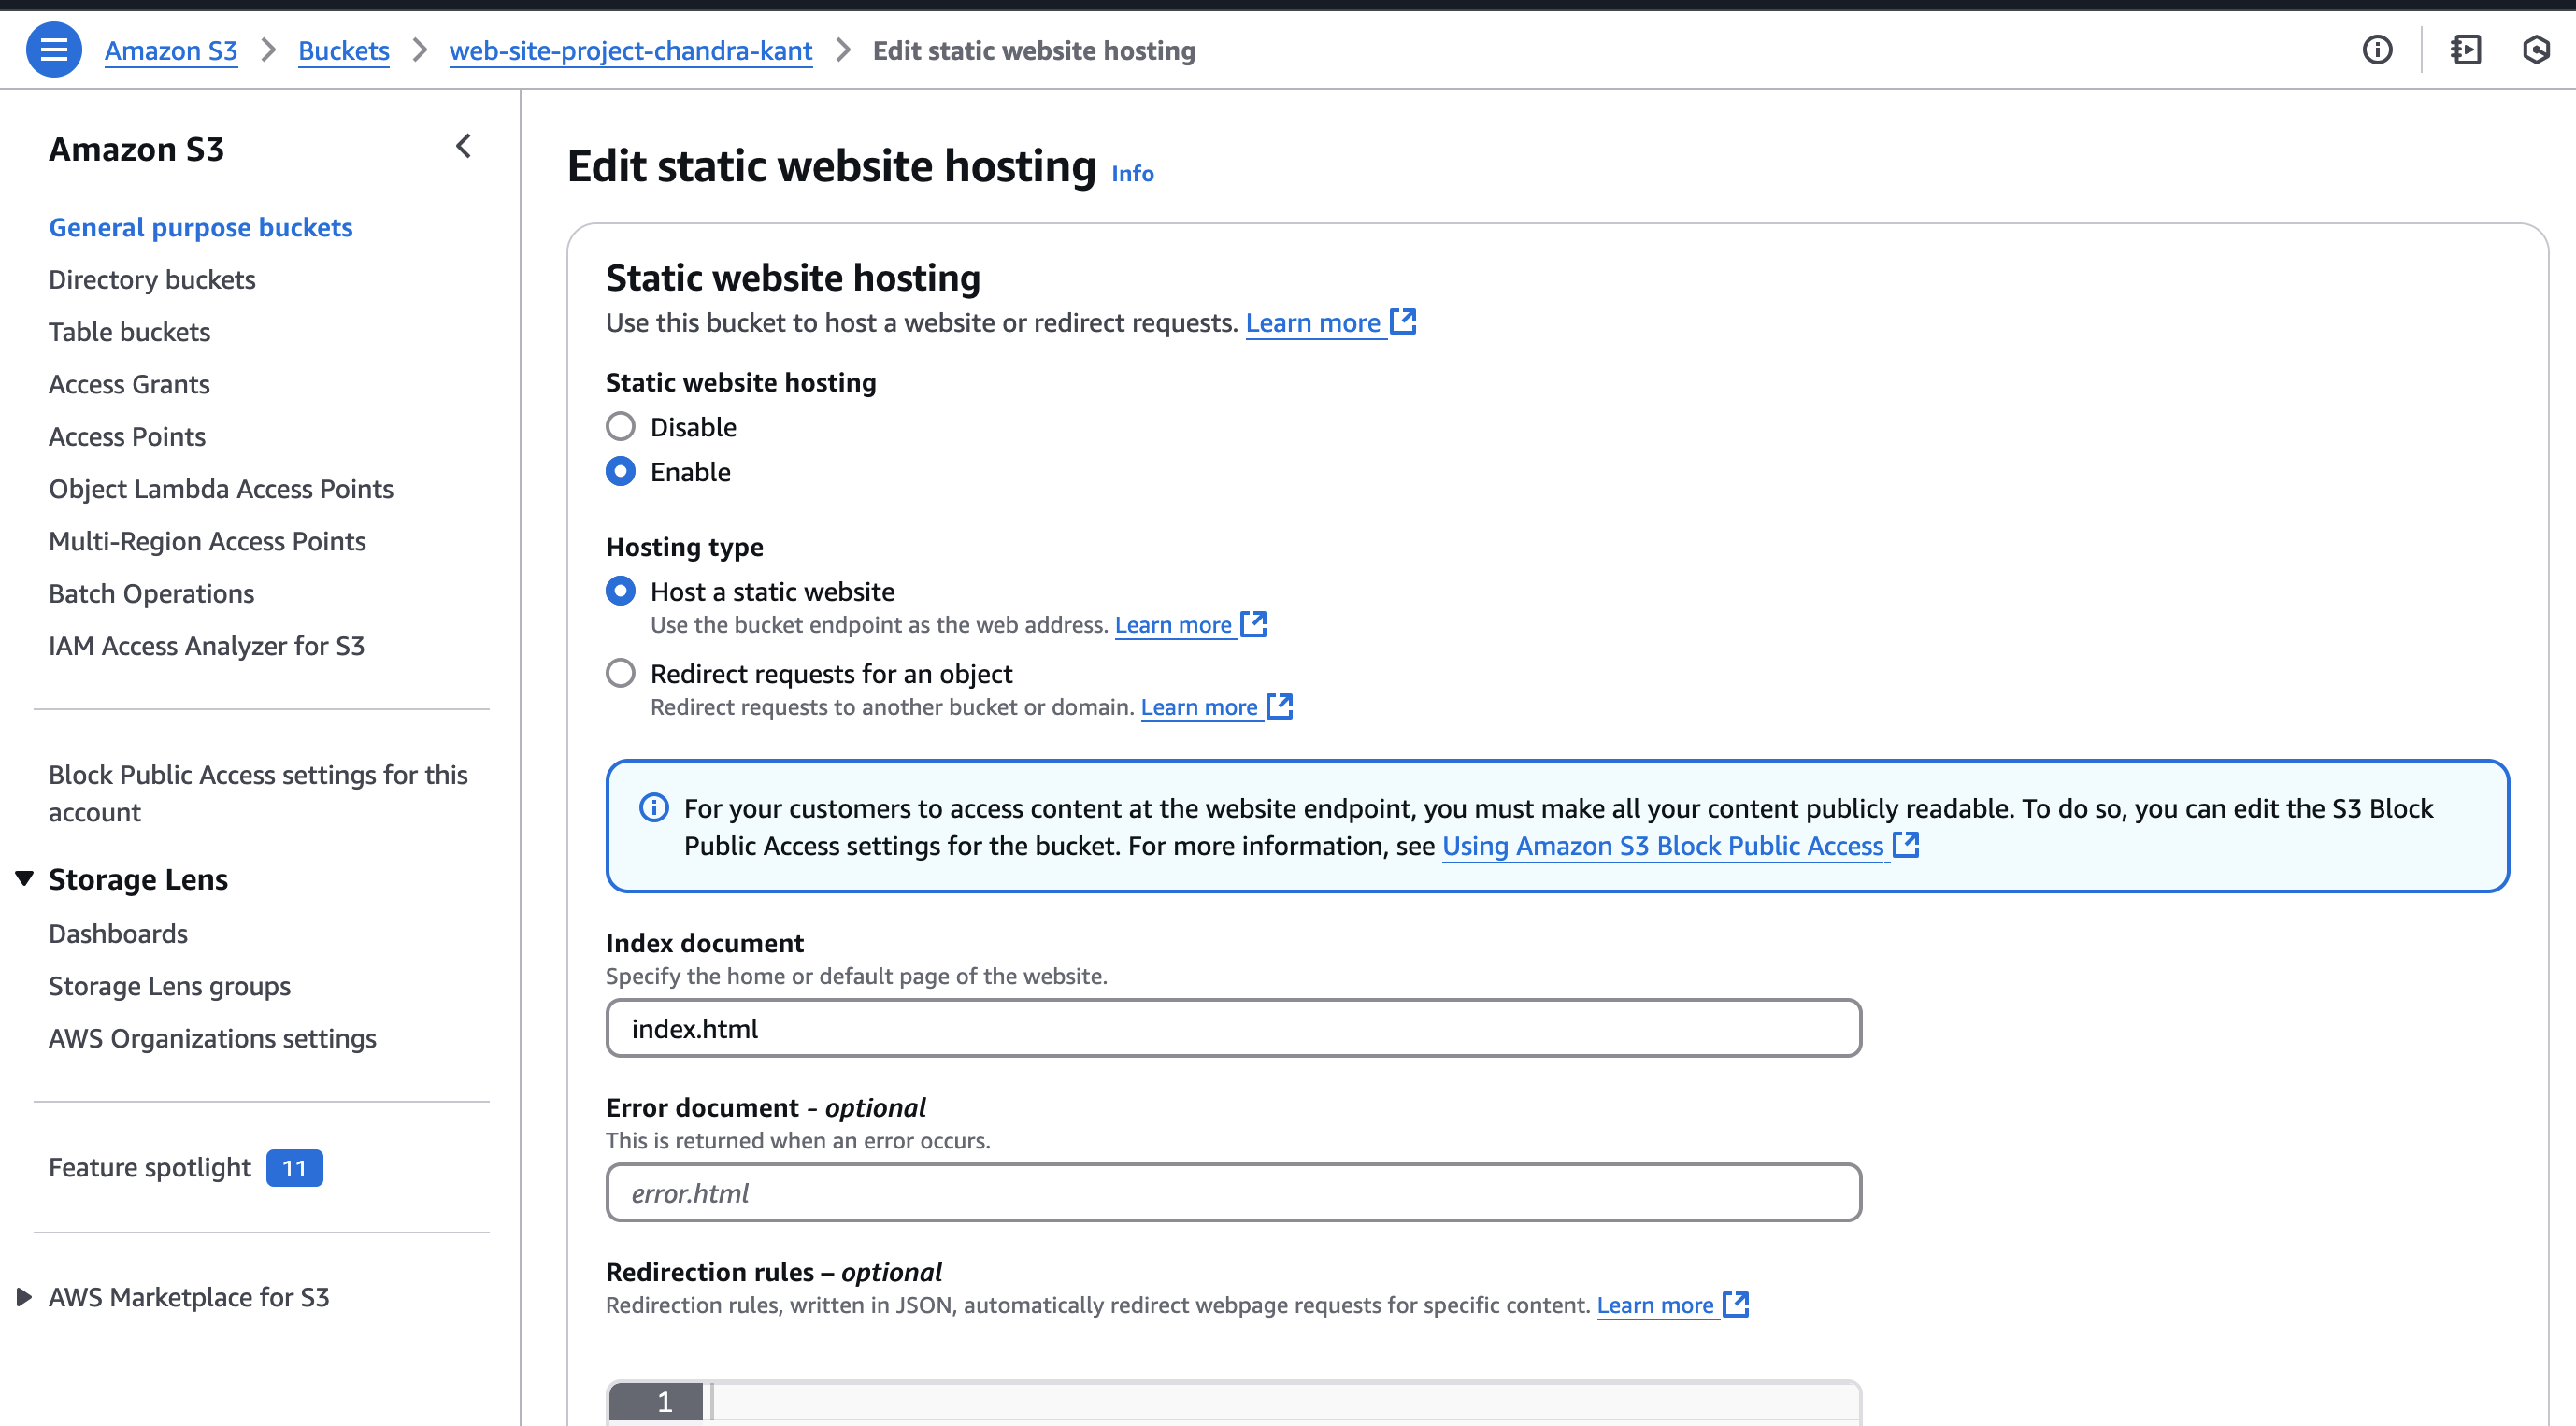 Amazon S3 > Buckets > web-site-project-chandra-kant > Edit static website hosting
Amazon S3
General purpose buckets
Directory buckets
Table buckets
Access Grants
Access Points
Object Lambda Access Points
Multi-Region Access Points
Batch Operations
IAM Access Analyzer for S3
Block Public Access settings for this
account
Storage Lens
Dashboards
Storage Lens groups
AWS Organizations settings
Feature spotlight 11
AWS Marketplace for S3
Edit static website hosting Info
Static website hosting
Use this bucket to host a website or redirect requests. Learn more
Static website hosting
Disable
Enable
Hosting type
Host a static website
Use the bucket endpoint as the web address. Learn more
Redirect requests for an object
Redirect requests to another bucket or domain. Learn more
For your customers to access content at the website endpoint, you must make all your content publicly readable. To do so, you can edit the S3 Block
Public Access settings for the bucket. For more information, see Using Amazon S3 Block Public Access
Index document
Specify the home or default page of the website.
index.html
Error document - optional
This is returned when an error occurs.
error.html
Redirection rules – optional
Redirection rules, written in JSON, automatically redirect webpage requests for specific content. Learn more
1